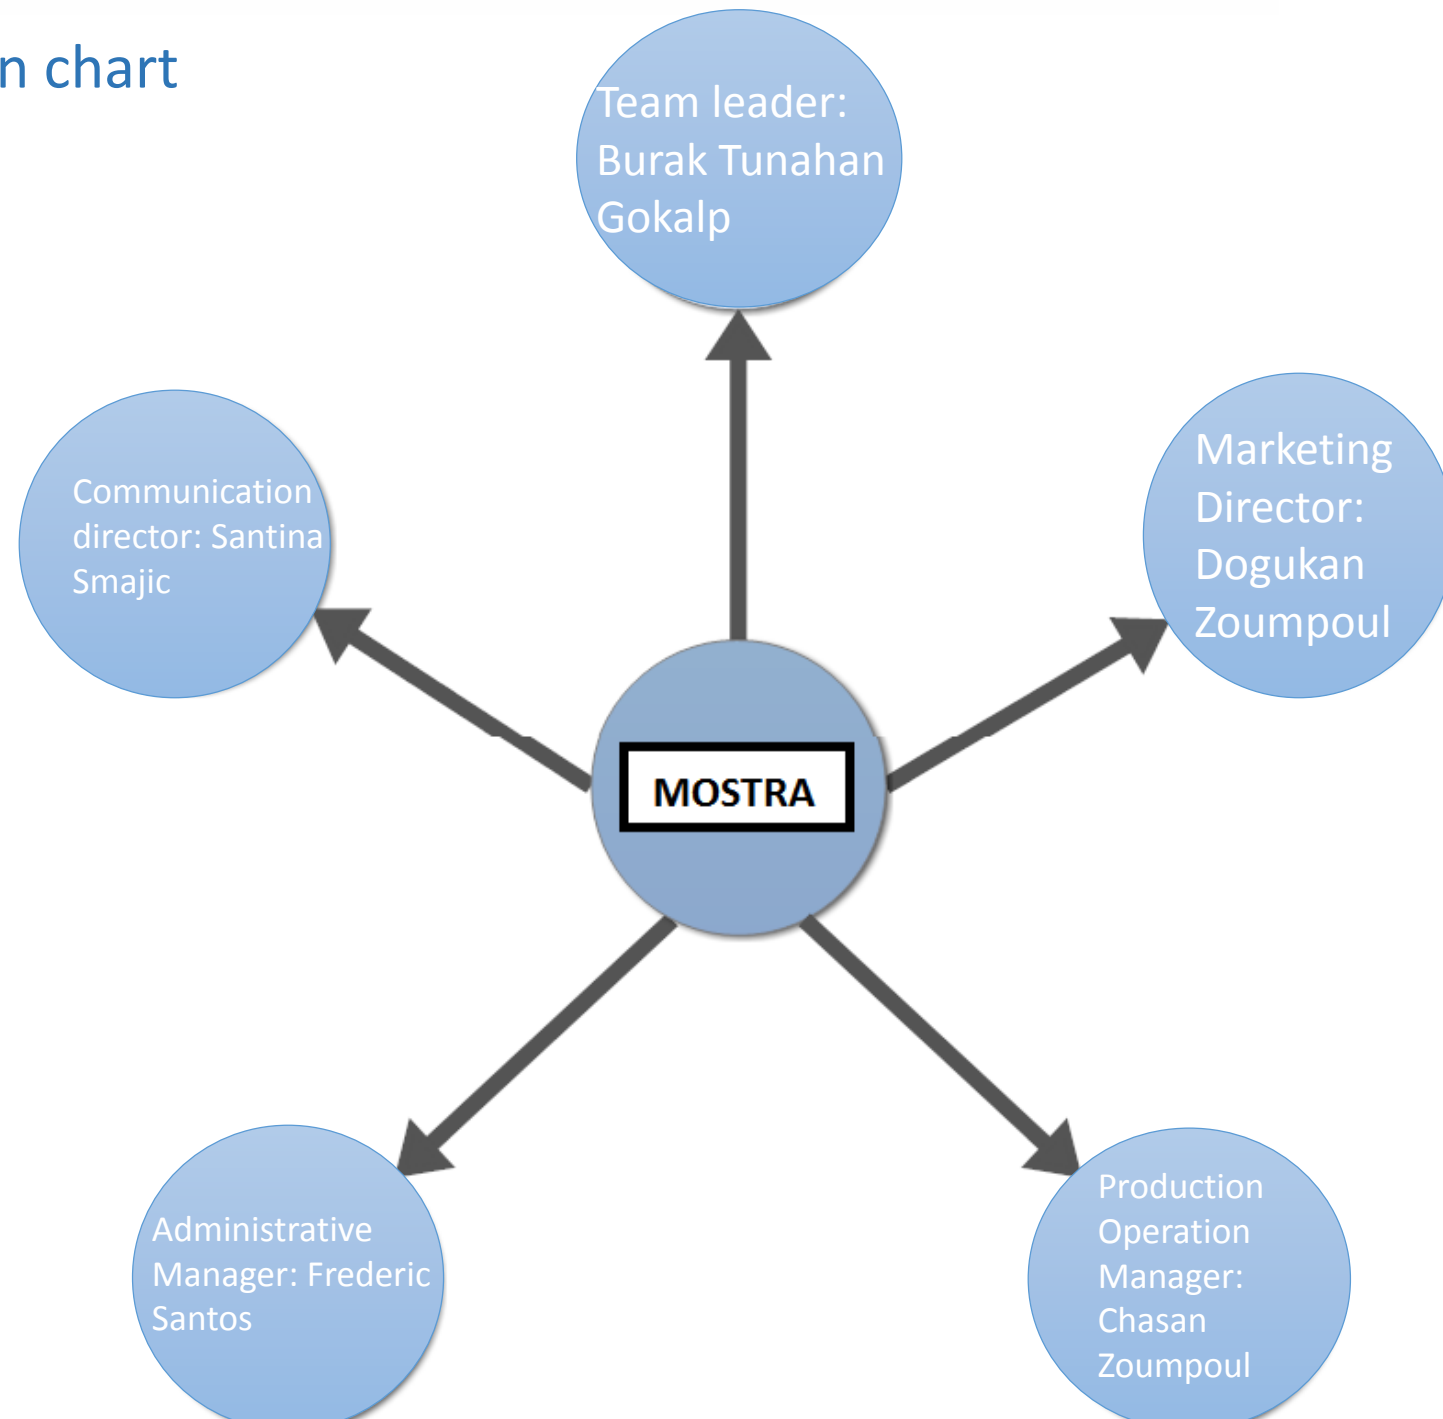 n chart
Team leader:
Burak Tunahan
Gokalp
Communication
director: Santina
Smajic
Marketing
Director:
Dogukan
Zoumpoul
MOSTRA
Administrative
Manager: Frederic
Santos
Production
Operation
Manager:
Chasan
Zoumpoul